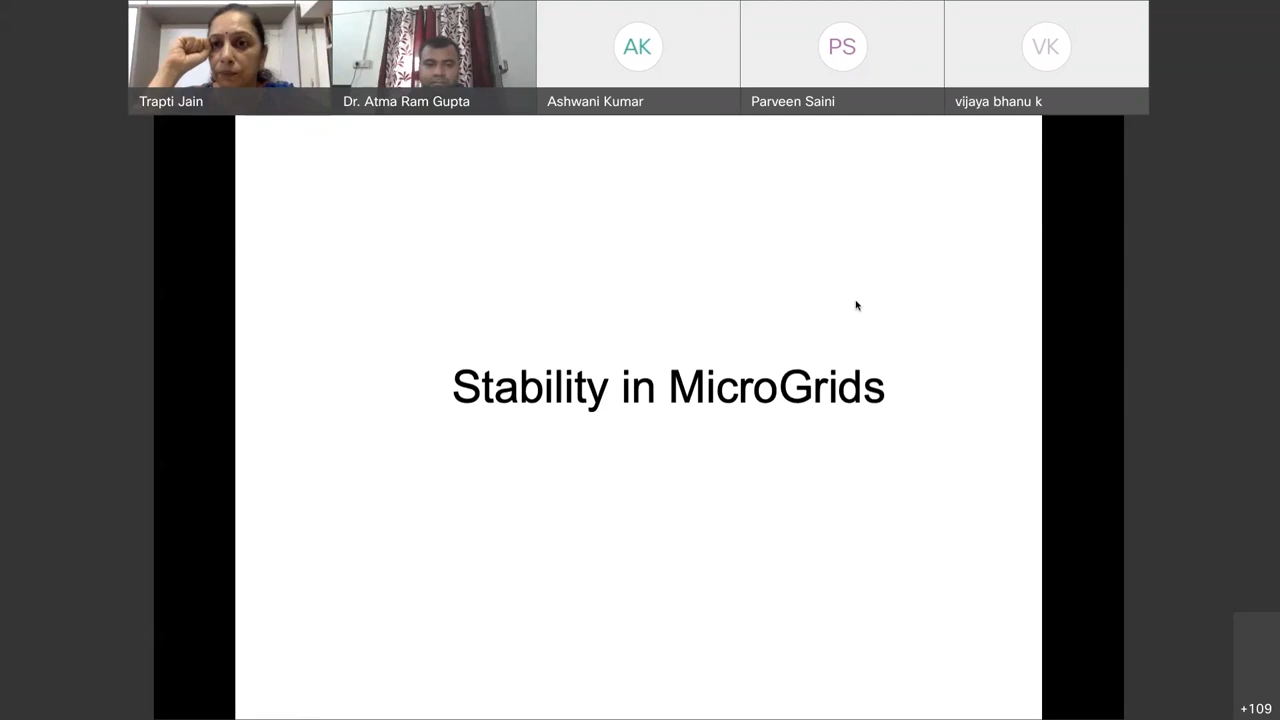 Trapti Jain
Dr. Atma Ram Gupta
AK
Ashwani Kumar
PS
Parveen Saini
VK
vijaya bhanu k
Stability in MicroGrids
+109